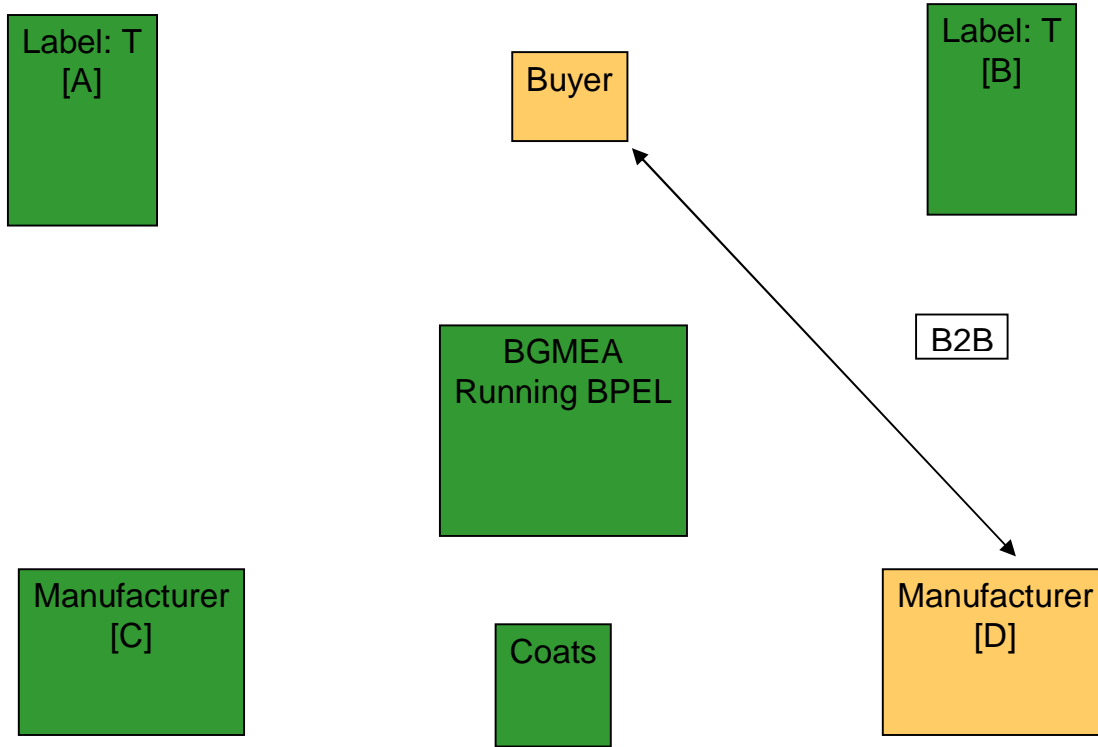 Label: T
[A]
Buyer
Label: T
[B]
B2B
BGMEA
Running BPEL
Manufacturer
[C]
Coats
Manufacturer
[D]